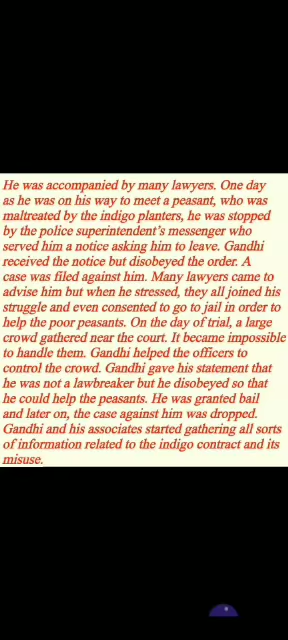 He was accompanied by many lawyers. One day
as he was on his way to meet a peasant, who was
maltreated by the indigo planters, he was stopped
by the police superintendent's messenger who
served him a notice asking him to leave. Gandhi
received the notice but disobeyed the order. A
case was filed against him. Many lawyers came to
advise him but when he stressed, they all joined his
struggle and even consented to go to jail in order to
help the poor peasants. On the day of trial, a large
crowd gathered near the court. It became impossible
to handle them. Gandhi helped the officers to
control the crowd. Gandhi gave his statement that
he was not a lawbreaker but he disobeyed so that
he could help the peasants. He was granted bail
and later on, the case against him was dropped.
Gandhi and his associates started gathering all sorts
of information related to the indigo contract and its
misuse.